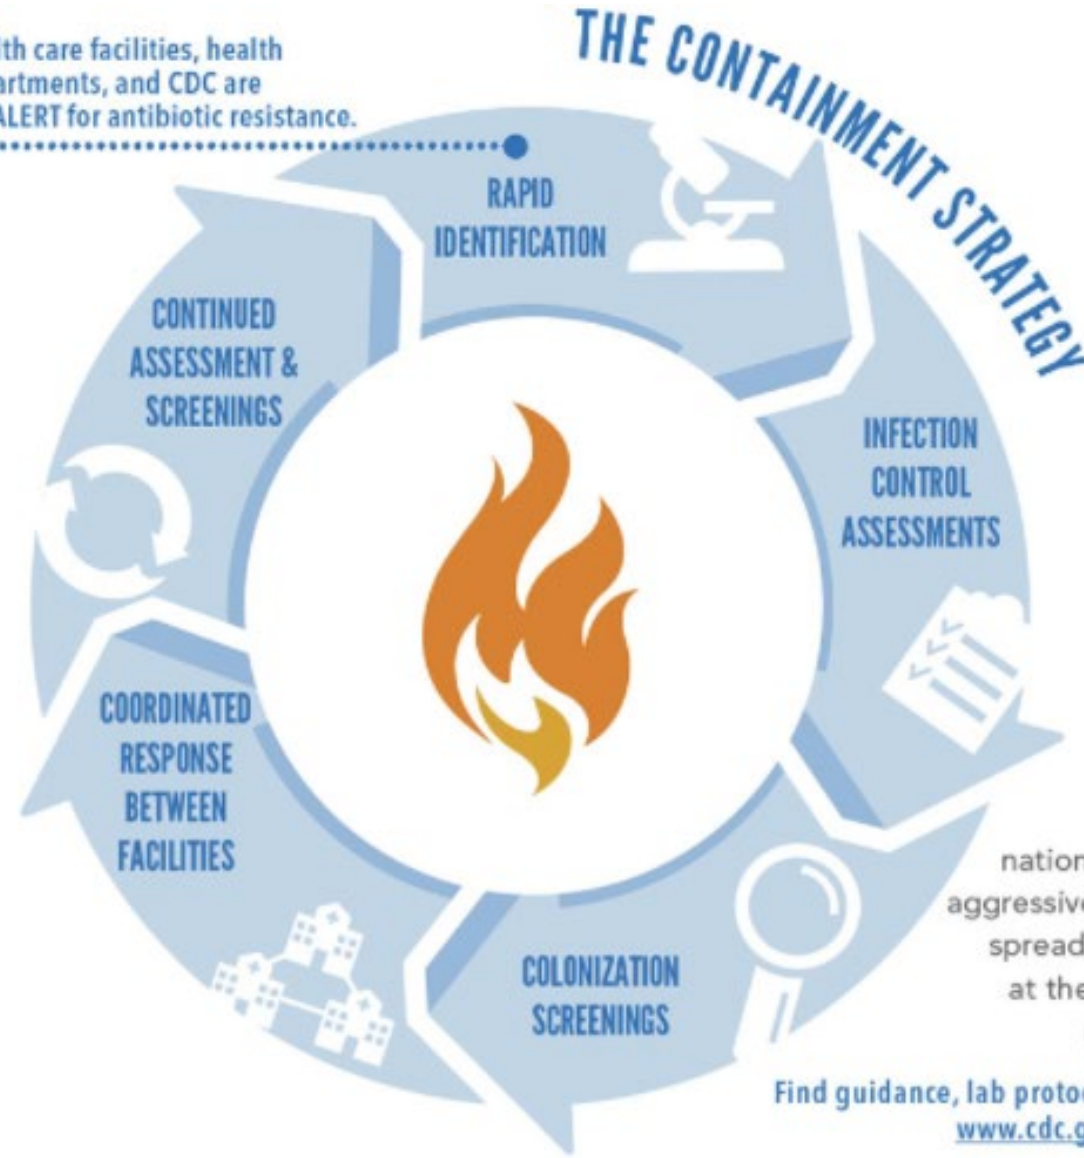 lth care facilities, health
artments, and CDC are
ALERT for antibiotic resistance.
THE CONTAINMENT STRATEGY
RAPID
IDENTIFICATION
INFECTION
CONTROL
ASSESSMENTS
COLONIZATION
SCREENINGS
COORDINATED
RESPONSE
BETWEEN
FACILITIES
CONTINUED
ASSESSMENT &
SCREENINGS
nation
aggressive
spread
at the
Find guidance, lab protoc
www.cdc.g